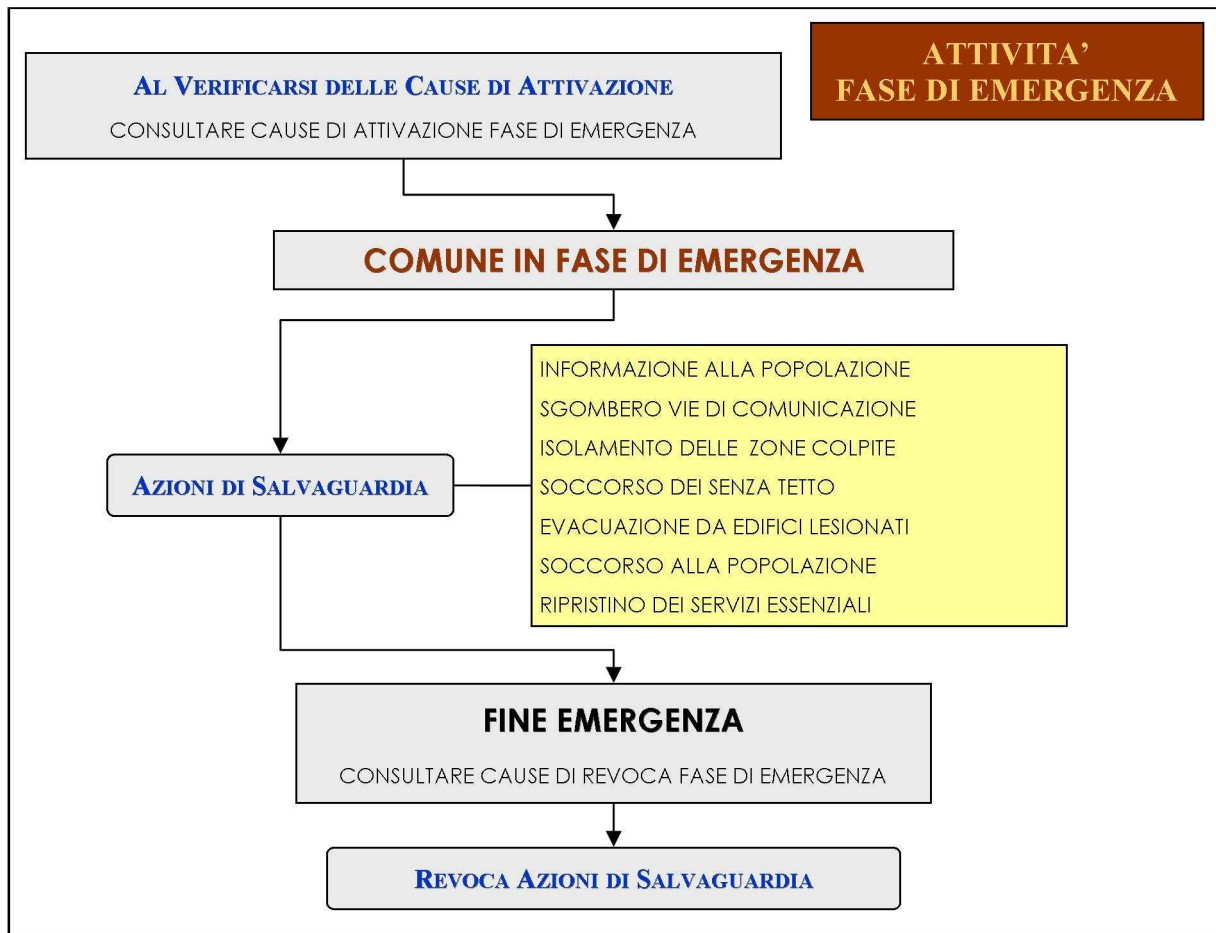 ATTIVITA'
FASE DI EMERGENZA
AL VERIFICARSI DELLE CAUSE DI ATTIVAZIONE
CONSULTARE CAUSE DI ATTIVAZIONE FASE DI EMERGENZA
COMUNE IN FASE DI EMERGENZA
INFORMAZIONE ALLA POPOLAZIONE
SGOMBERO VIE DI COMUNICAZIONE
ISOLAMENTO DELLE ZONE COLPITE
AZIONI DI SALVAGUARDIA
SOCCORSO DEI SENZA TETTO
EVACUAZIONE DA EDIFICI LESIONATI
SOCCORSO ALLA POPOLAZIONE
RIPRISTINO DEI SERVIZI ESSENZIALI
FINE EMERGENZA
CONSULTARE CAUSE DI REVOCA FASE DI EMERGENZA
REVOCA AZIONI DI SALVAGUARDIA